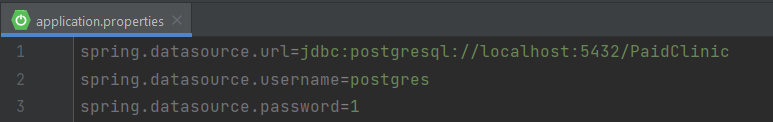 application.properties
1 spring.datasource.url=jdbc:postgresql://localhost:5432/PaidClinic
2 spring.datasource.username=postgres
3 spring.datasource.password=1